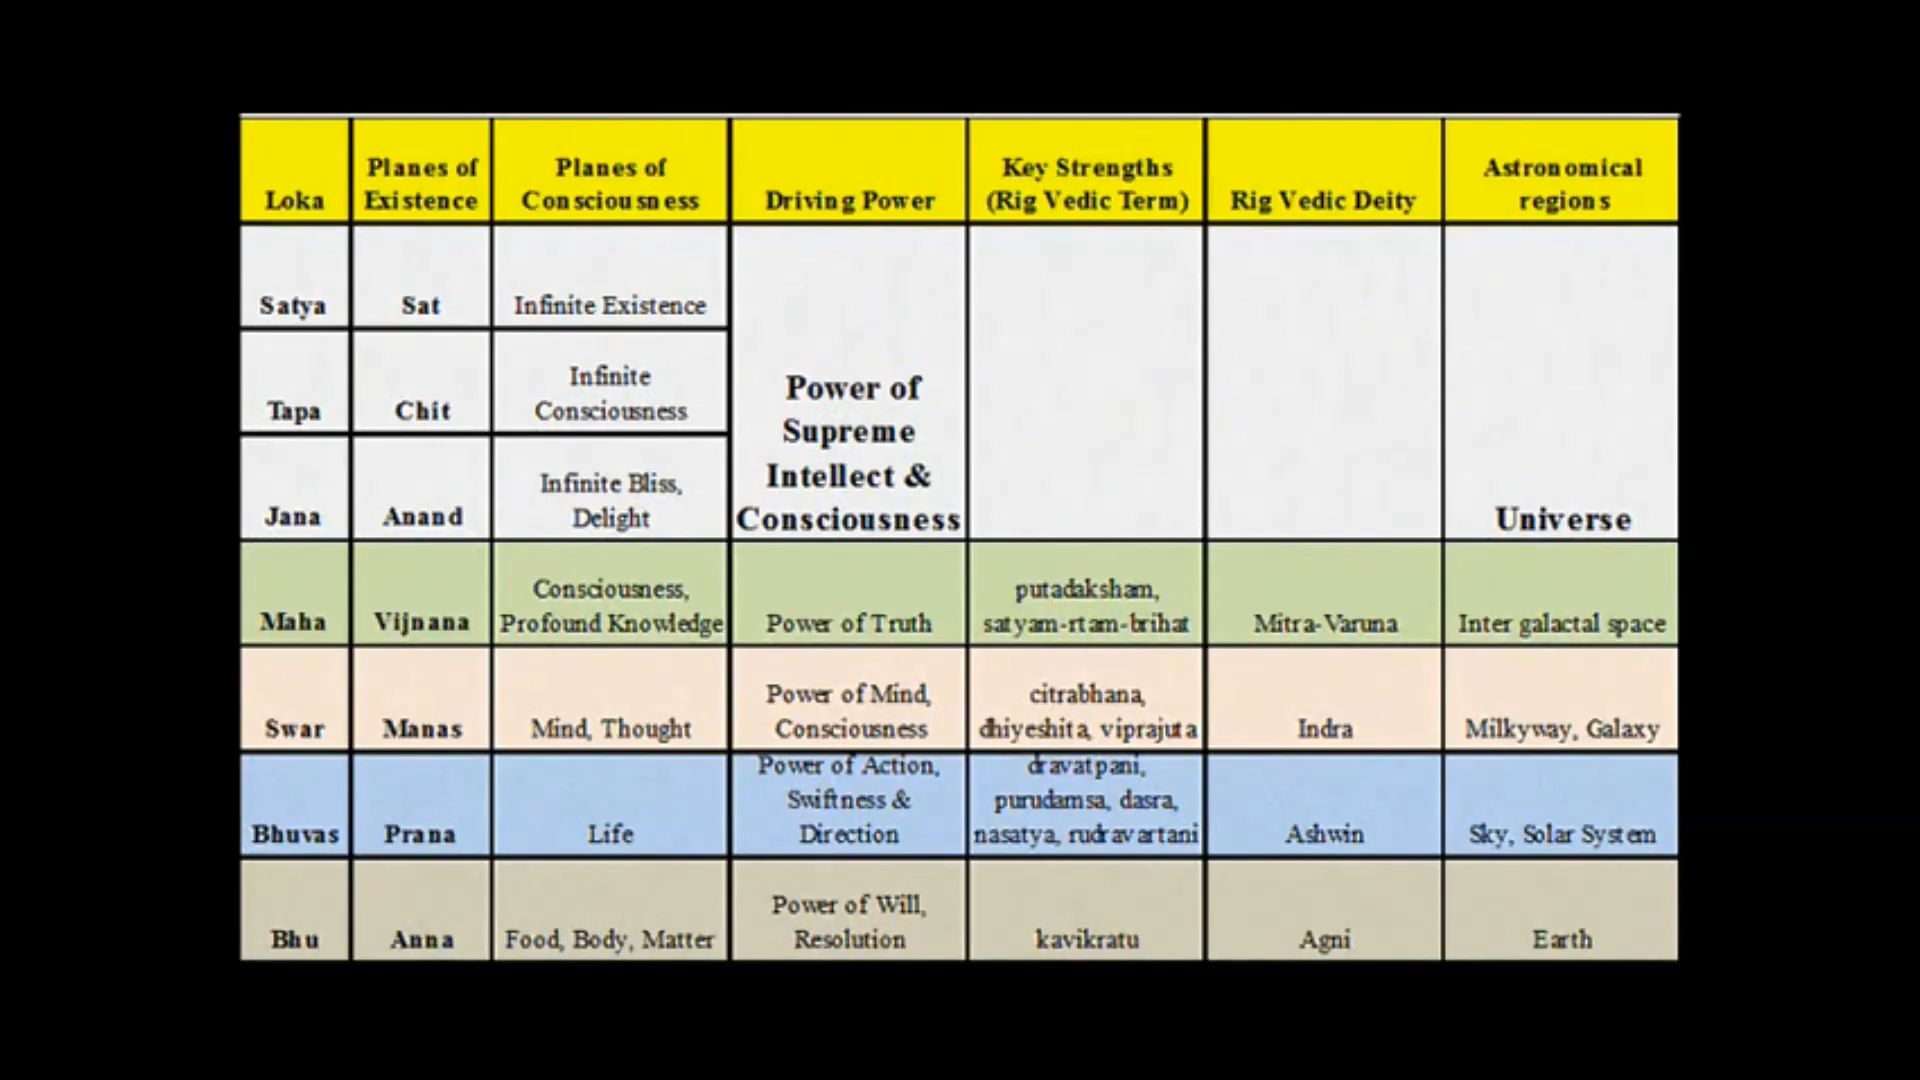 Loka
Planes of
Existence
Planes of
Consciousness
Driving Power
Key Strengths
(Rig Vedic Term)
Rig Vedic Deity
Astronomical
regions
Satya
Sat
Infinite Existence
Tapa
Chit
Infinite
Consciousness
Jana
Anand
Infinite Bliss,
Delight
Power of
Supreme
Intellect &
Consciousness
Universe
Maha
Vijnana
Consciousness,
Profound Knowledge
Power of Truth
putadaksham,
satyam-rtam-brihat
Mitra-Varuna
Inter galactal space
Swar
Manas
Mind, Thought
Power of Mind,
Consciousness
citrabhana,
dhiyeshita, viprajuta
Indra
Milkyway, Galaxy
Bhuvas
Prana
Life
Power of Action,
Swiftness &
Direction
dravatpani,
purudamsa, dasra,
nasatya, rudravartani
Ashwin
Sky, Solar System
Bhu
Anna
Food, Body, Matter
Power of Will,
Resolution
kavikratu
Agni
Earth